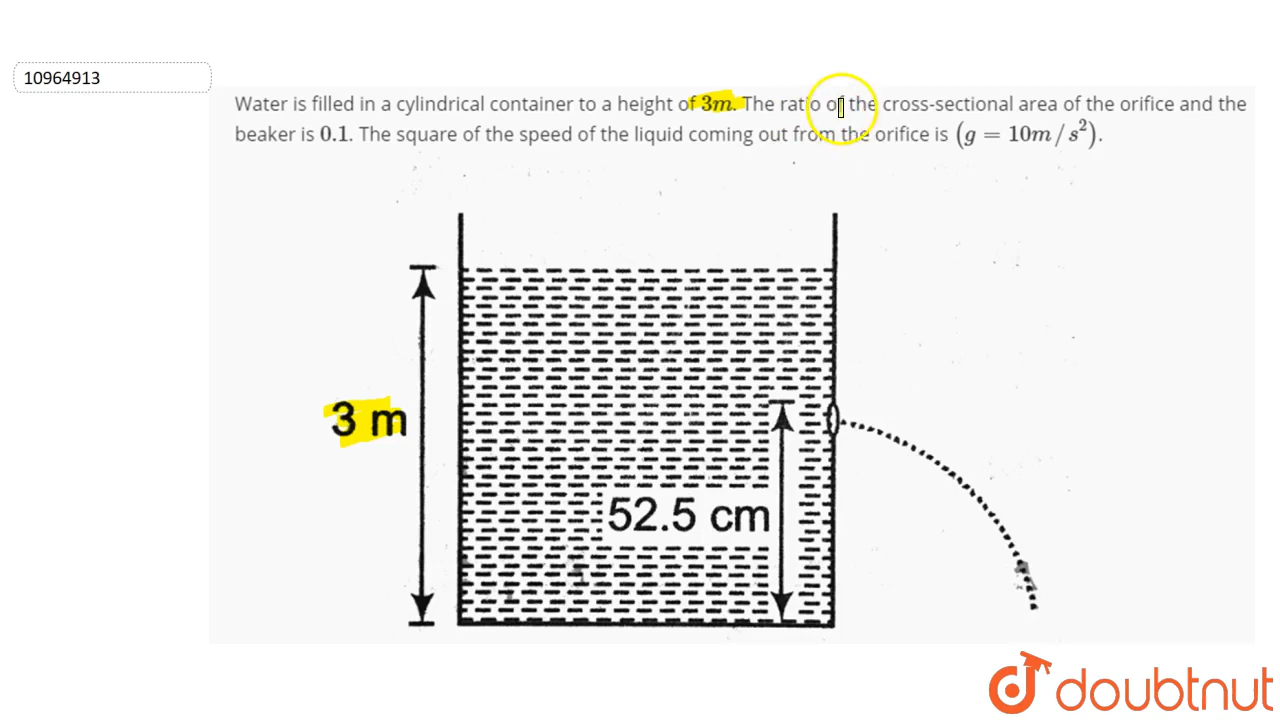 10964913
Water is filled in a cylindrical container to a height of 3m. The ratio of the cross-sectional area of the orifice and the
beaker is 0.1. The square of the speed of the liquid coming out from the orifice is (g = 10m/s²).
3 m
52.5 cm
doubtnut